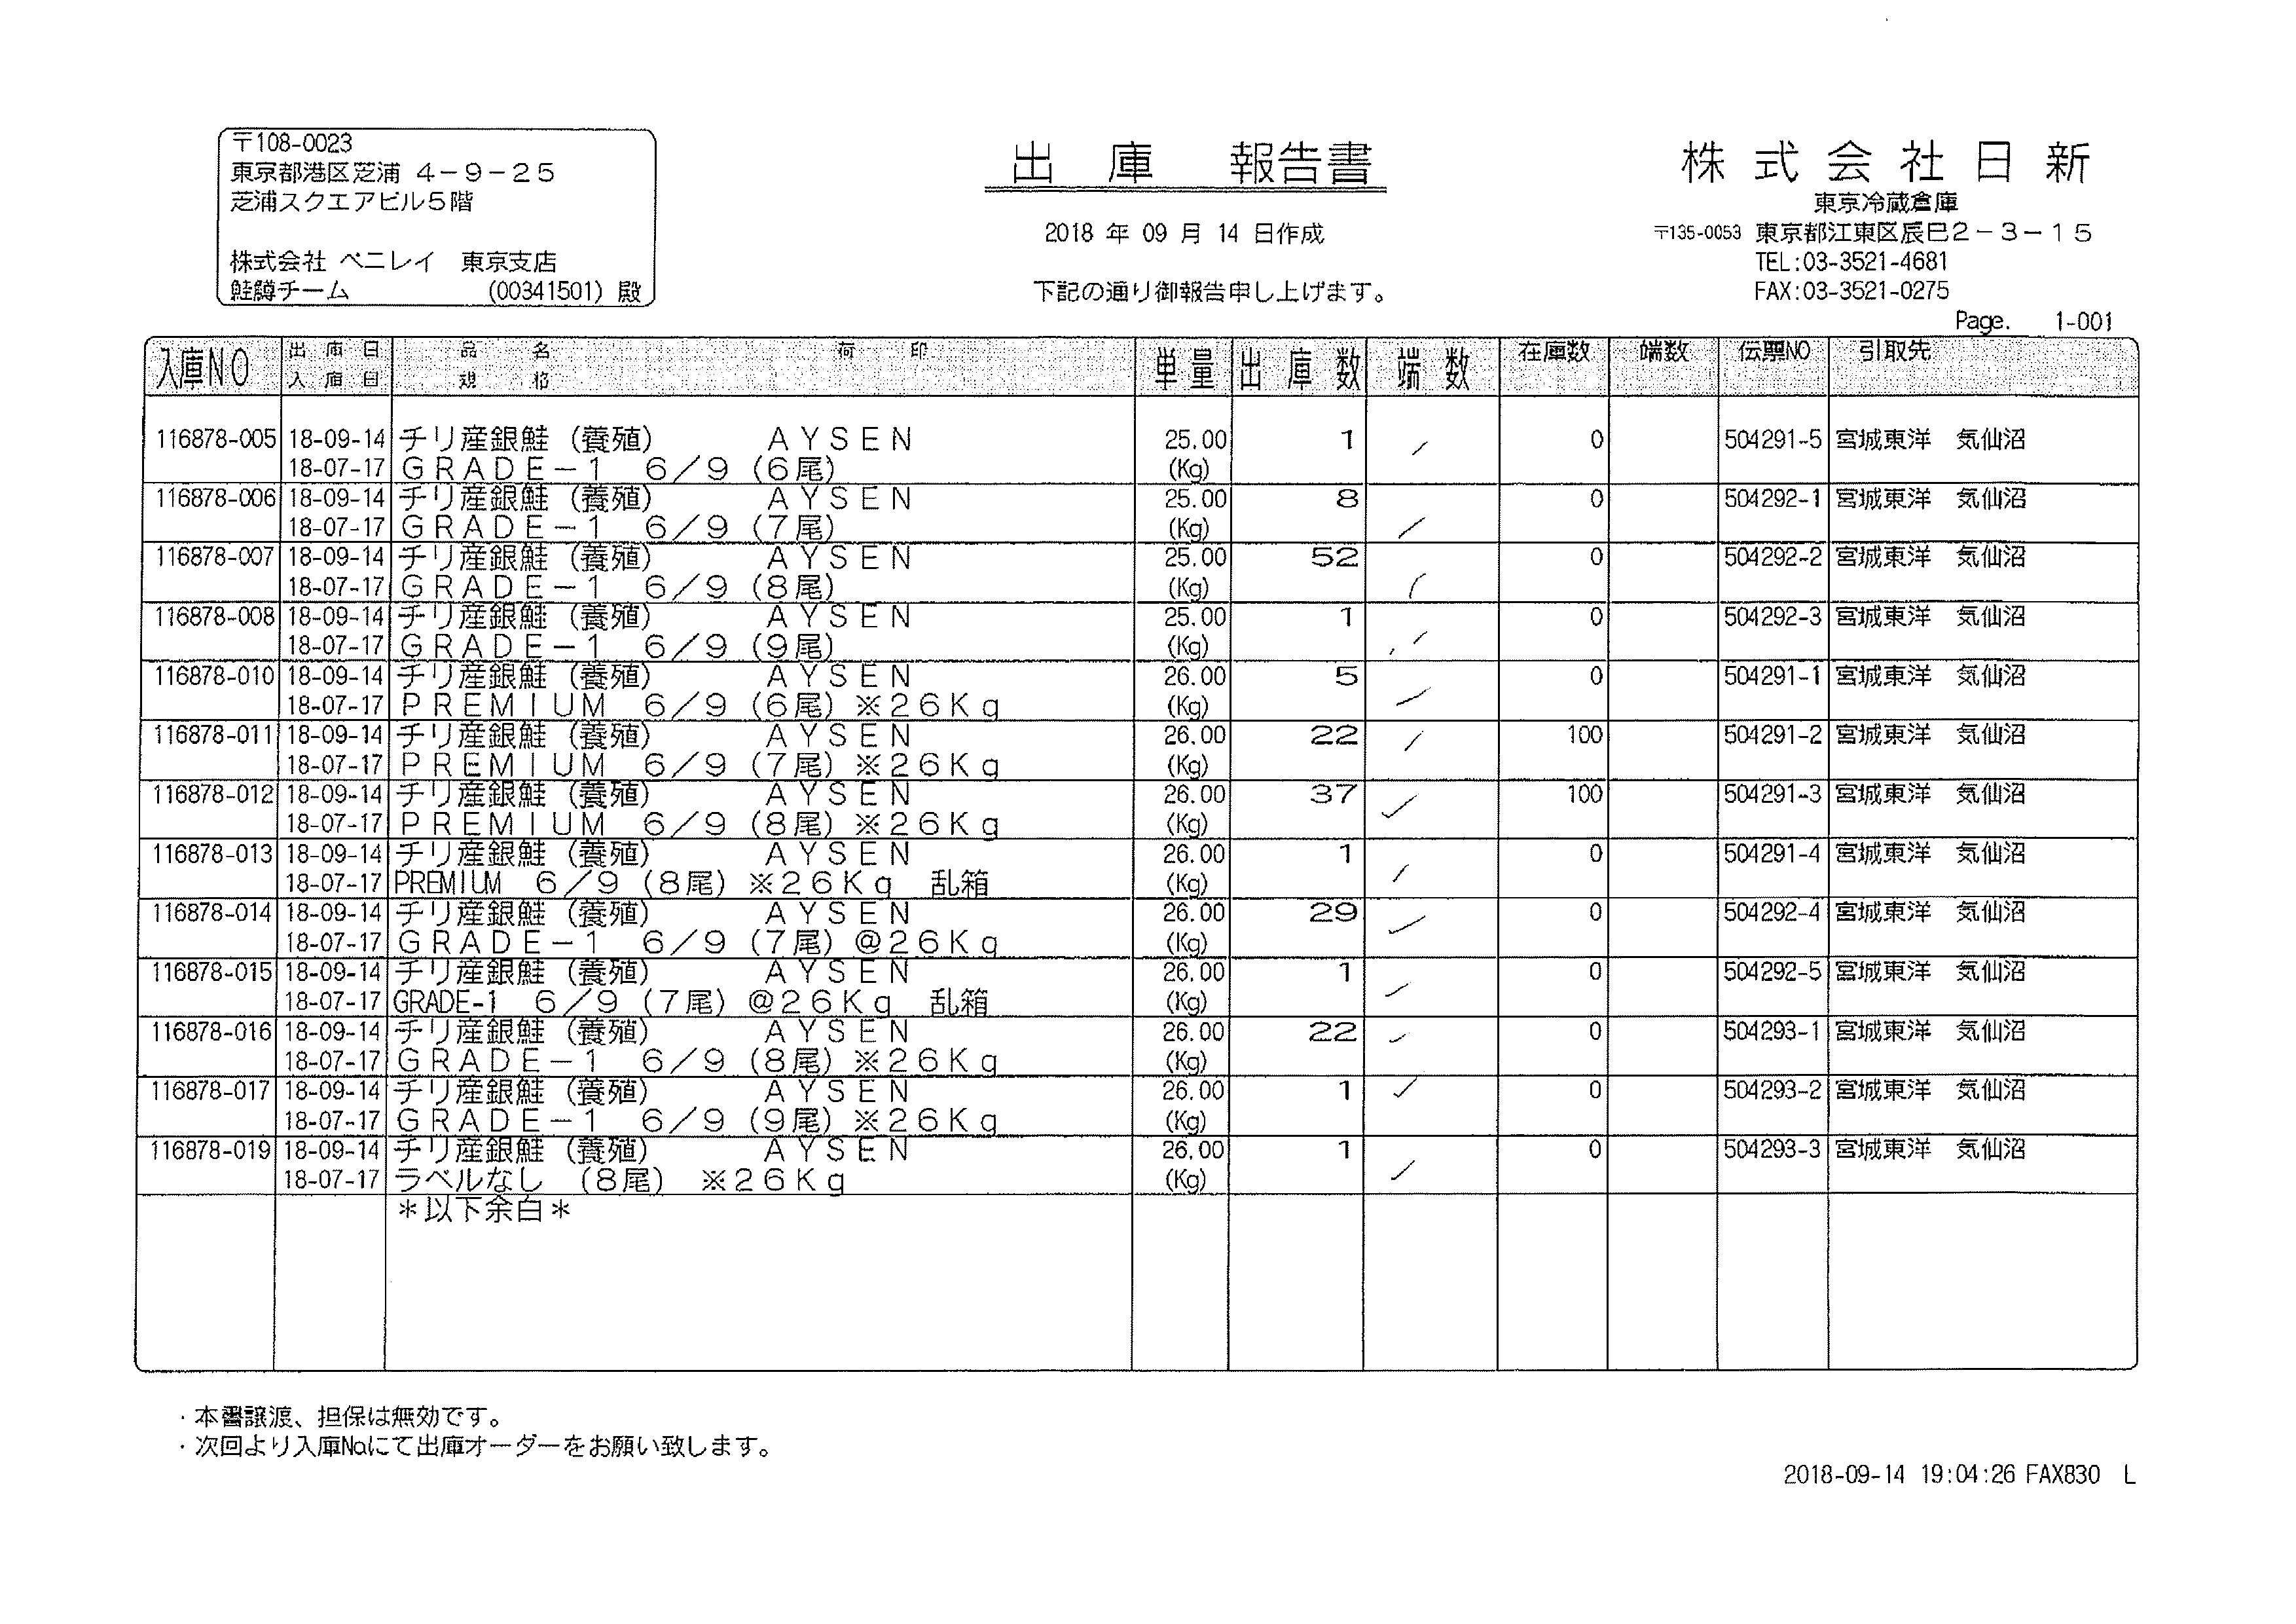 〒108-0023
東京都港区芝浦 4-9-25
芝浦スクエアビル5階
株式会社 ベニレイ 東京支店
鮭鱒チーム (00341501) 殿
出庫 報告書
2018 年 09 月 14 日作成
下記の通り御報告申し上げます。
株式会社日新
東京冷蔵倉庫
〒135-0053 東京都江東区辰巳2-3-15
TEL:03-3521-4681
FAX:03-3521-0275
Page. 1-001
入庫NO 出庫日 品名 荷印 単量 出庫数 端数 在庫数 端数 伝票NO 引取先
入庫日 規格
116878-005 18-09-14 チリ産銀鮭(養殖) AYSEN 25.00 1 0 504291-5 宮城東洋 気仙沼
18-07-17 GRADE-1 6/9(6尾) (Kg)
116878-006 18-09-14 チリ産銀鮭(養殖) AYSEN 25.00 8 0 504292-1 宮城東洋 気仙沼
18-07-17 GRADE-1 6/9(7尾) (Kg)
116878-007 18-09-14 チリ産銀鮭(養殖) AYSEN 25.00 52 0 504292-2 宮城東洋 気仙沼
18-07-17 GRADE-1 6/9(8尾) (Kg)
116878-008 18-09-14 チリ産銀鮭(養殖) AYSEN 25.00 1 0 504292-3 宮城東洋 気仙沼
18-07-17 GRADE-1 6/9(9尾) (Kg)
116878-010 18-09-14 チリ産銀鮭(養殖) AYSEN 26.00 5 0 504291-1 宮城東洋 気仙沼
18-07-17 PREMIUM 6/9(6尾)※26Kg (Kg)
116878-011 18-09-14 チリ産銀鮭(養殖) AYSEN 26.00 22 100 504291-2 宮城東洋 気仙沼
18-07-17 PREMIUM 6/9(7尾)※26Kg (Kg)
116878-012 18-09-14 チリ産銀鮭(養殖) AYSEN 26.00 37 100 504291-3 宮城東洋 気仙沼
18-07-17 PREMIUM 6/9(8尾)※26Kg (Kg)
116878-013 18-09-14 チリ産銀鮭(養殖) AYSEN 26.00 1 0 504291-4 宮城東洋 気仙沼
18-07-17 PREMIUM 6/9(8尾)※26Kg 乱箱 (Kg)
116878-014 18-09-14 チリ産銀鮭(養殖) AYSEN 26.00 29 0 504292-4 宮城東洋 気仙沼
18-07-17 GRADE-1 6/9(7尾)@26Kg (Kg)
116878-015 18-09-14 チリ産銀鮭(養殖) AYSEN 26.00 1 0 504292-5 宮城東洋 気仙沼
18-07-17 GRADE-1 6/9(7尾)@26Kg 乱箱 (Kg)
116878-016 18-09-14 チリ産銀鮭(養殖) AYSEN 26.00 22 0 504293-1 宮城東洋 気仙沼
18-07-17 GRADE-1 6/9(8尾)※26Kg (Kg)
116878-017 18-09-14 チリ産銀鮭(養殖) AYSEN 26.00 1 0 504293-2 宮城東洋 気仙沼
18-07-17 GRADE-1 6/9(9尾)※26Kg (Kg)
116878-019 18-09-14 チリ産銀鮭(養殖) AYSEN 26.00 1 0 504293-3 宮城東洋 気仙沼
18-07-17 ラベルなし (8尾) ※26Kg (Kg)
*以下余白*
・本書譲渡、担保は無効です。
・次回より入庫Noにて出庫オーダーをお願い致します。
2018-09-14 19:04:26 FAX830 L